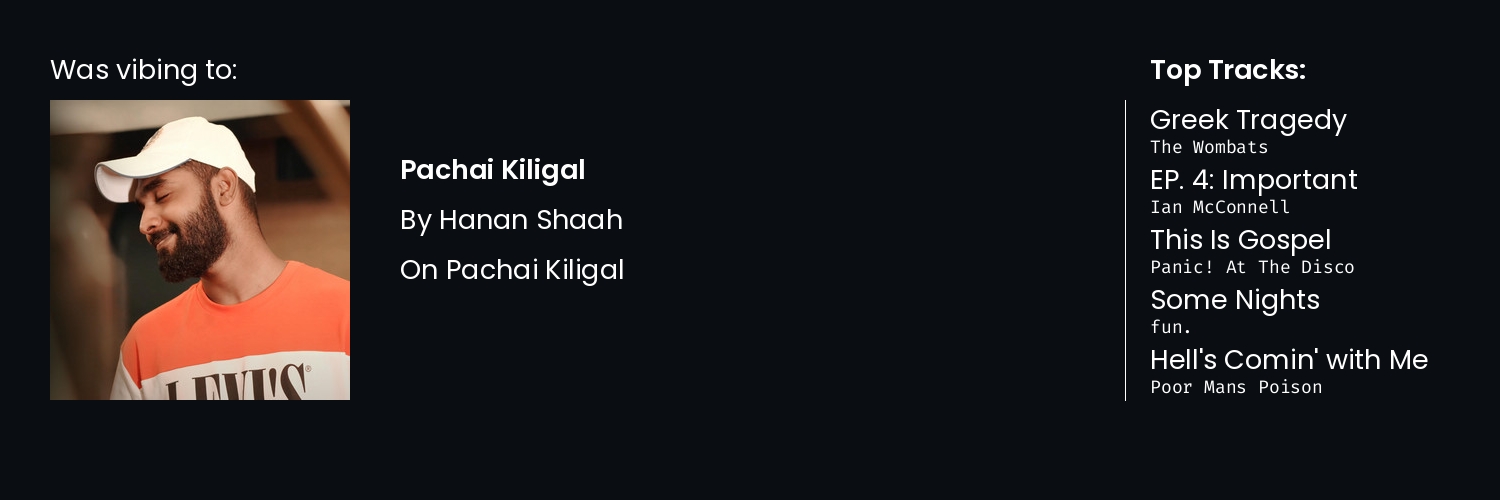 Was vibing to:
LEVI'S®
Pachai Kiligal
By Hanan Shaah
On Pachai Kiligal
Top Tracks:
Greek Tragedy
The Wombats
EP. 4: Important
Ian McConnell
This Is Gospel
Panic! At The Disco
Some Nights
fun.
Hell's Comin' with Me
Poor Mans Poison